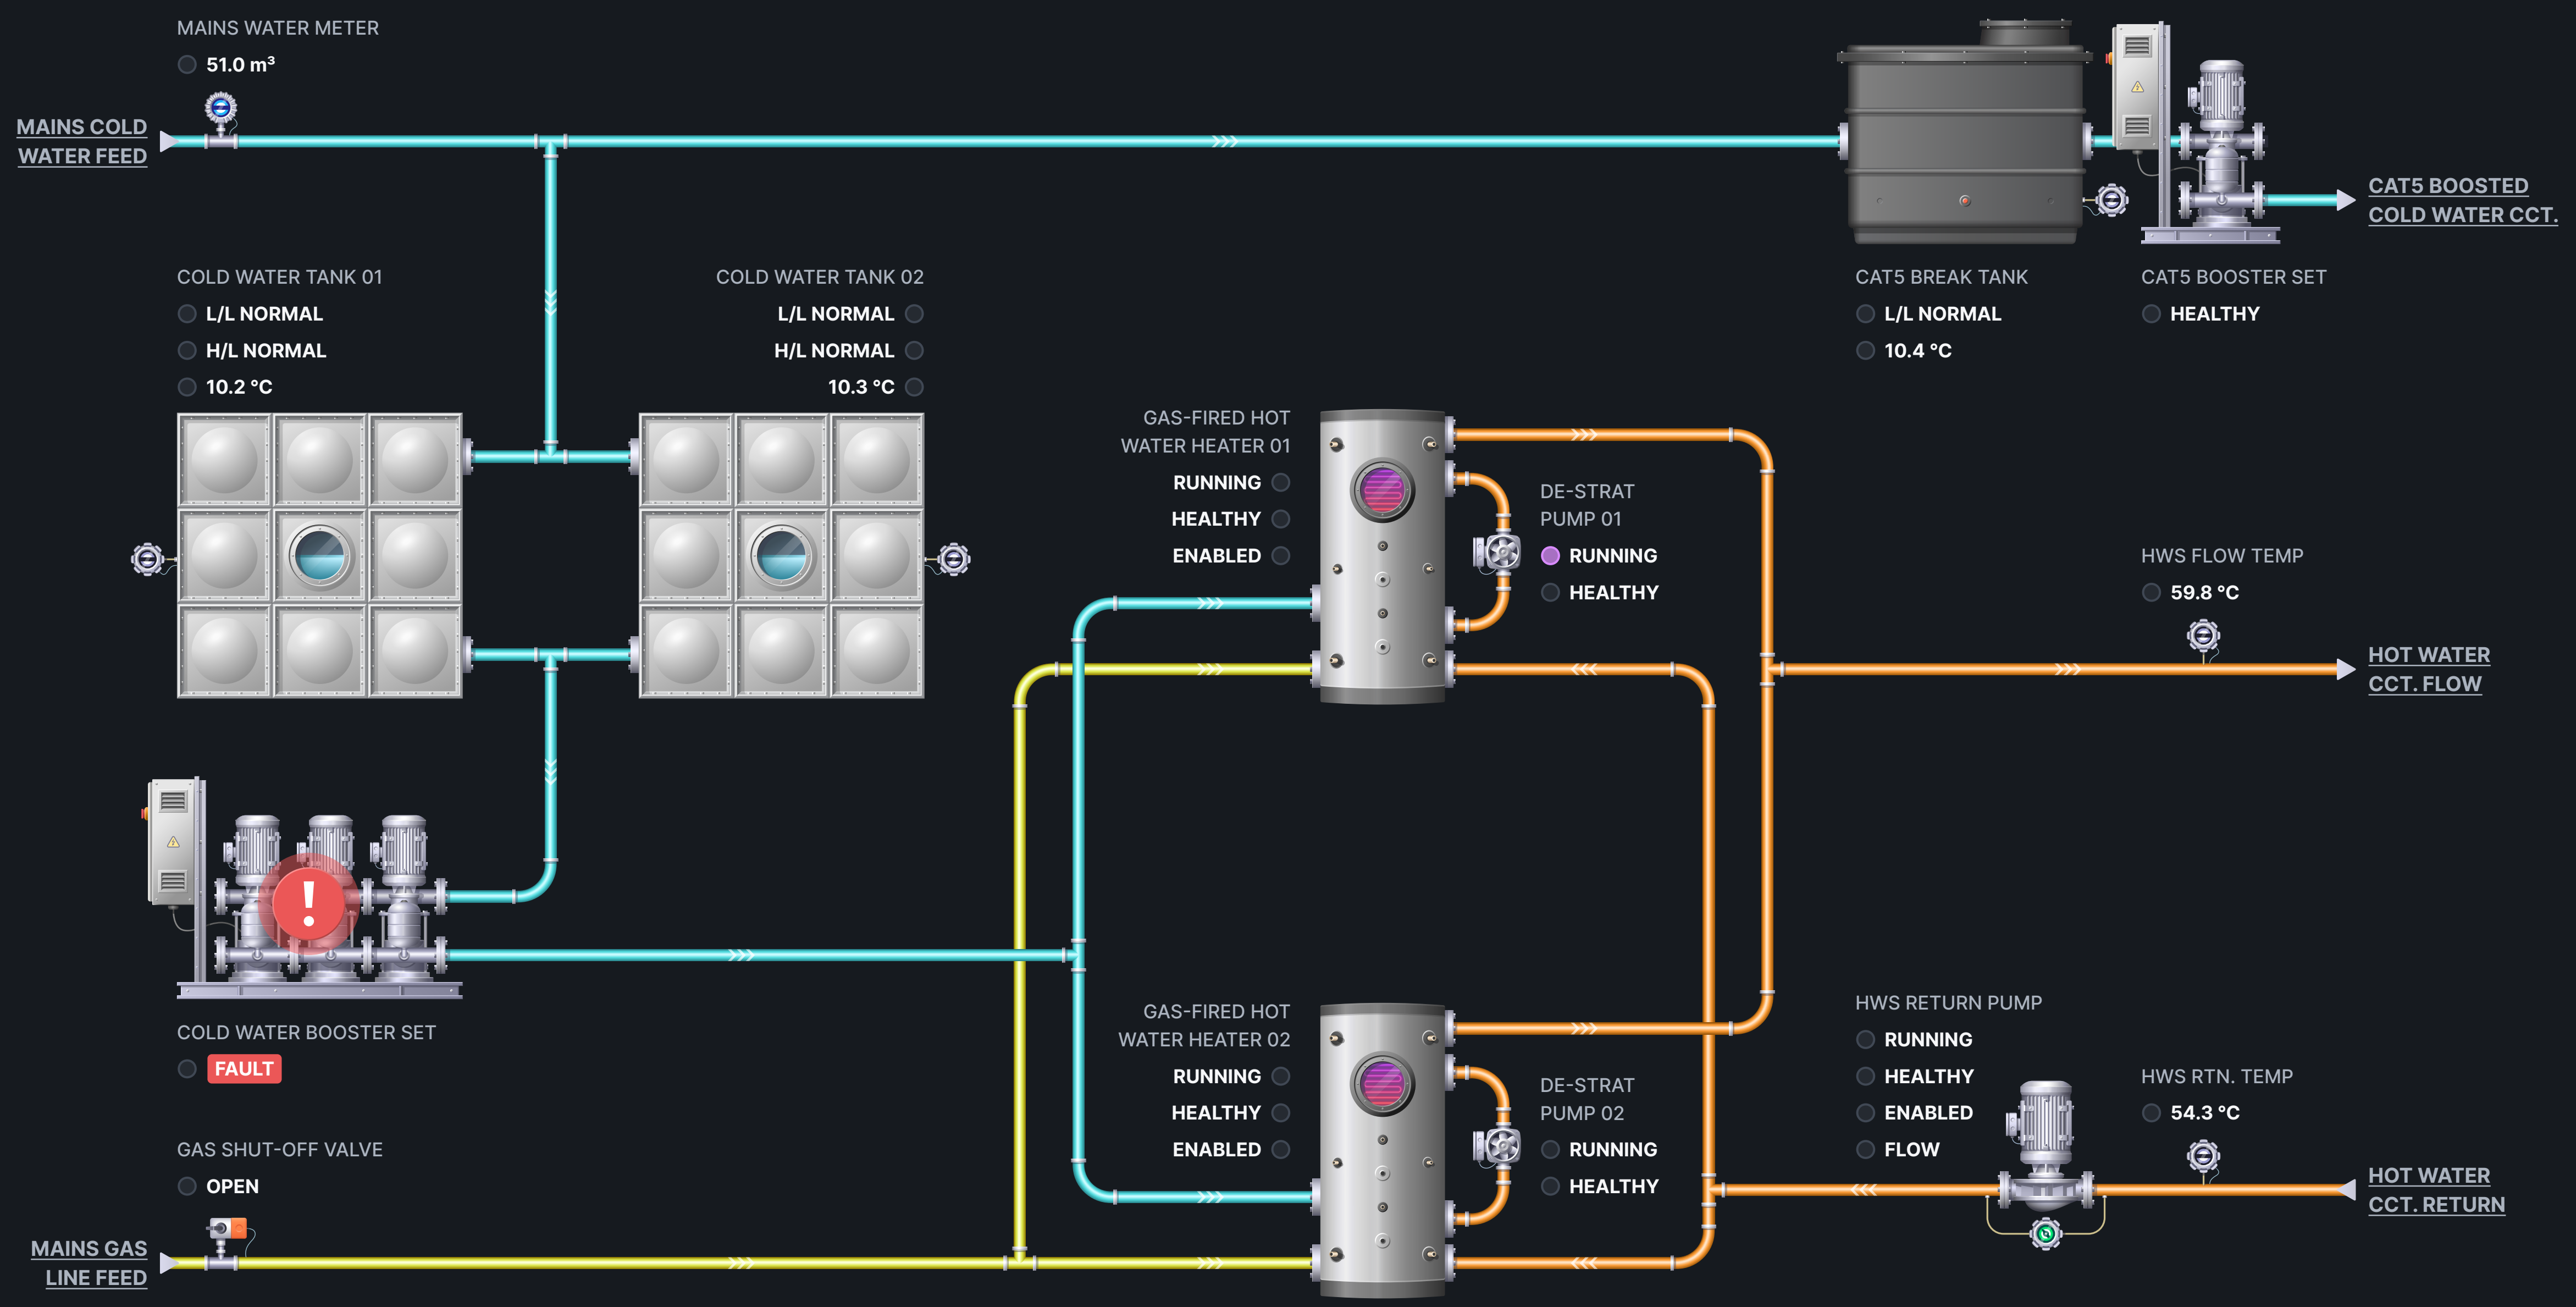 MAINS WATER METER
51.0 m³
MAINS COLD
WATER FEED
CAT5 BOOSTED
COLD WATER CCT.
COLD WATER TANK 01
L/L NORMAL
H/L NORMAL
10.2 °C
COLD WATER TANK 02
L/L NORMAL
H/L NORMAL
10.3 °C
CAT5 BREAK TANK
L/L NORMAL
10.4 °C
CAT5 BOOSTER SET
HEALTHY
GAS-FIRED HOT
WATER HEATER 01
RUNNING
HEALTHY
ENABLED
DE-STRAT
PUMP 01
RUNNING
HEALTHY
HWS FLOW TEMP
59.8 °C
HOT WATER
CCT. FLOW
COLD WATER BOOSTER SET
FAULT
GAS-FIRED HOT
WATER HEATER 02
RUNNING
HEALTHY
ENABLED
DE-STRAT
PUMP 02
RUNNING
HEALTHY
HWS RETURN PUMP
RUNNING
HEALTHY
ENABLED
FLOW
HWS RTN. TEMP
54.3 °C
HOT WATER
CCT. RETURN
GAS SHUT-OFF VALVE
OPEN
MAINS GAS
LINE FEED